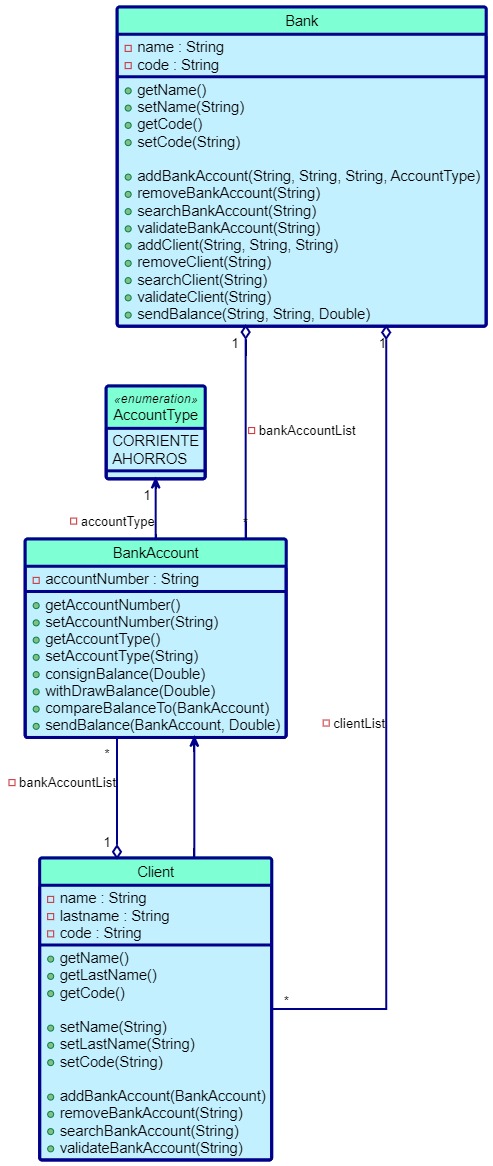 Bank
name : String
code : String
getName()
setName(String)
getCode()
setCode(String)
addBankAccount(String, String, String, AccountType)
removeBankAccount(String)
searchBankAccount(String)
validateBankAccount(String)
addClient(String, String, String)
removeClient(String)
searchClient(String)
validateClient(String)
sendBalance(String, String, Double)
1
1
«enumeration»
AccountType
CORRIENTE
AHORROS
bankAccountList
1
accountType
*
BankAccount
accountNumber : String
getAccountNumber()
setAccountNumber(String)
getAccountType()
setAccountType(String)
consignBalance(Double)
withDrawBalance(Double)
compareBalanceTo(BankAccount)
sendBalance(BankAccount, Double)
clientList
*
bankAccountList
1
Client
name : String
lastname : String
code : String
getName()
getLastName()
getCode()
*
setName(String)
setLastName(String)
setCode(String)
addBankAccount(BankAccount)
removeBankAccount(String)
searchBankAccount(String)
validateBankAccount(String)